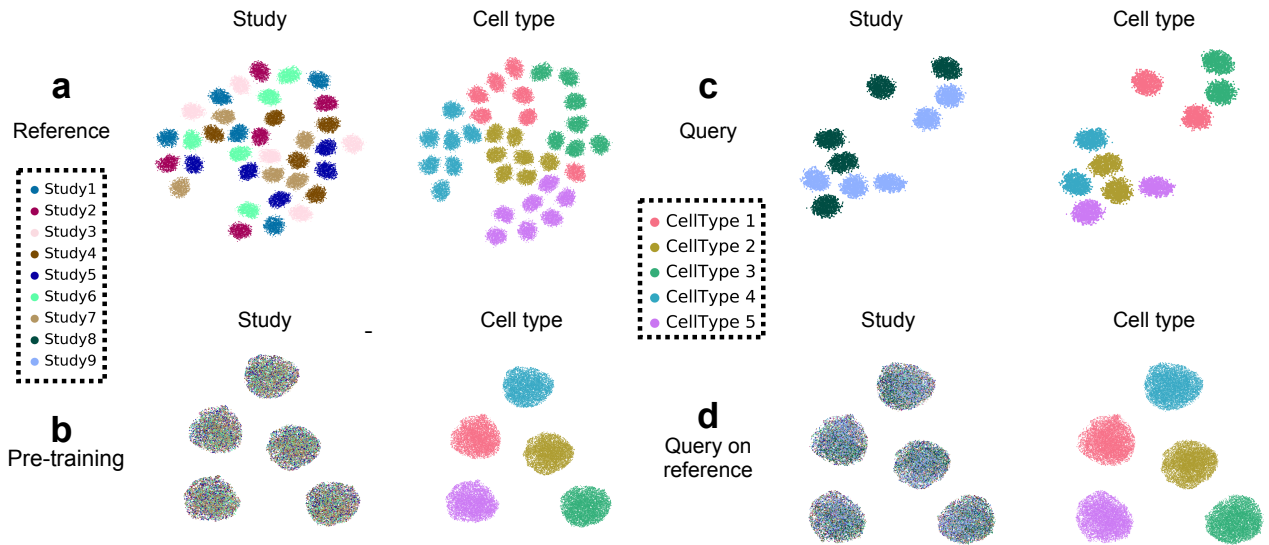 Study
Cell type
a
Reference
Study1
Study2
Study3
Study4
Study5
Study6
Study7
Study8
Study9
Study
Cell type
b
Pre-training
Study
Cell type
c
Query
CellType 1
CellType 2
CellType 3
CellType 4
CellType 5
Study
Cell type
d
Query on
reference